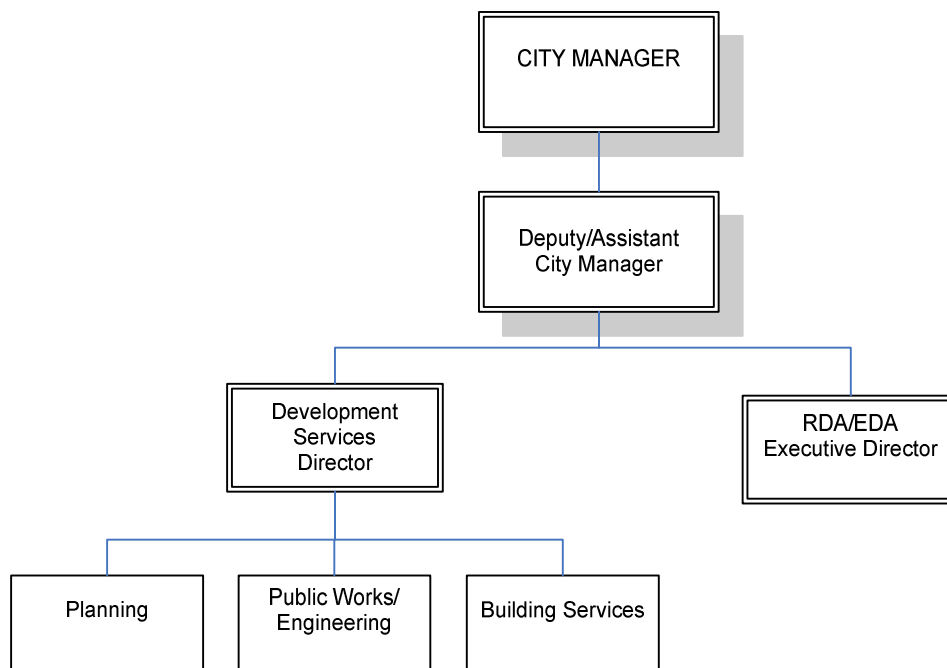 CITY MANAGER
Deputy/Assistant
City Manager
Development
Services
Director
RDA/EDA
Executive Director
Planning
Public Works/
Engineering
Building Services